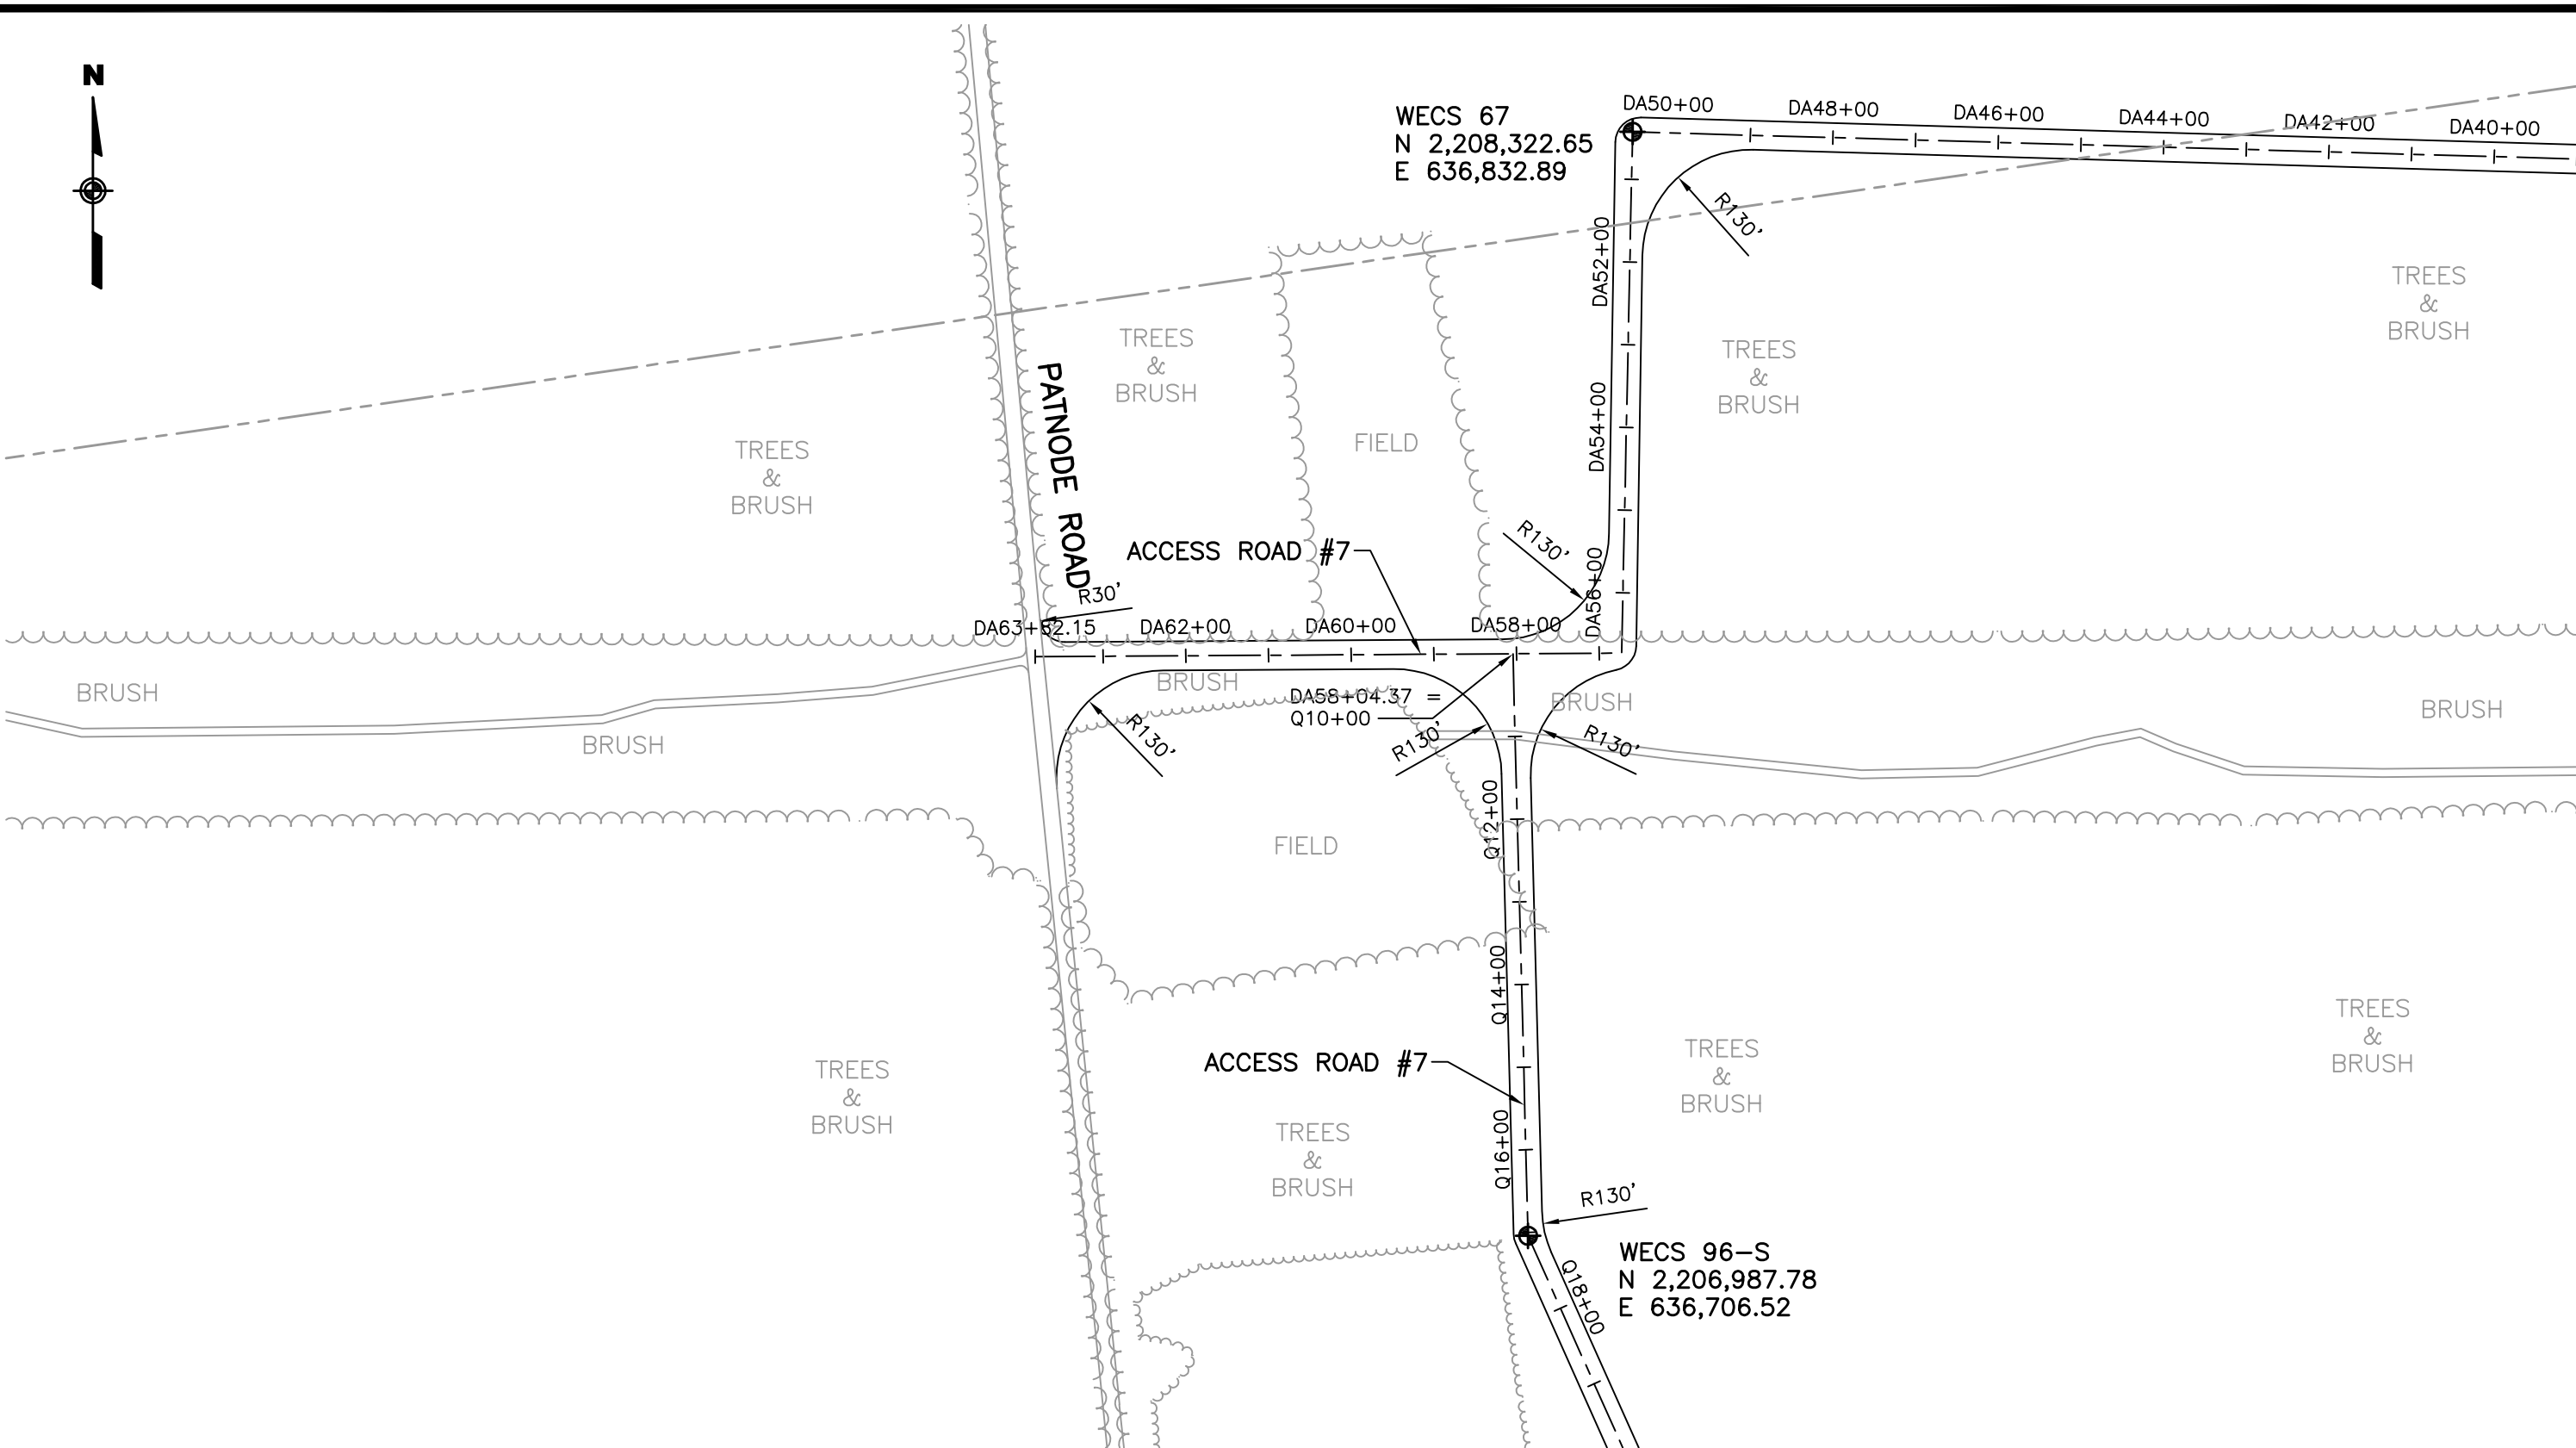 N
WECS 67
N 2,208,322.65
E 636,832.89
DA50+00
DA48+00
DA46+00
DA44+00
DA42+00
DA40+00
R130'
DA52+00
TREES
&
BRUSH
TREES
&
BRUSH
TREES
&
BRUSH
PATNODE ROAD
FIELD
DA54+00
TREES
&
BRUSH
ACCESS ROAD #7
R130'
DA56+00
R30'
DA63+82.15
DA62+00
DA60+00
DA58+00
BRUSH
BRUSH
DA58+04.37 =
Q10+00
BRUSH
BRUSH
BRUSH
R130'
R130'
R130'
Q12+00
FIELD
Q14+00
ACCESS ROAD #7
TREES
&
BRUSH
TREES
&
BRUSH
TREES
&
BRUSH
TREES
&
BRUSH
Q16+00
R130'
WECS 96-S
N 2,206,987.78
E 636,706.52
Q18+00